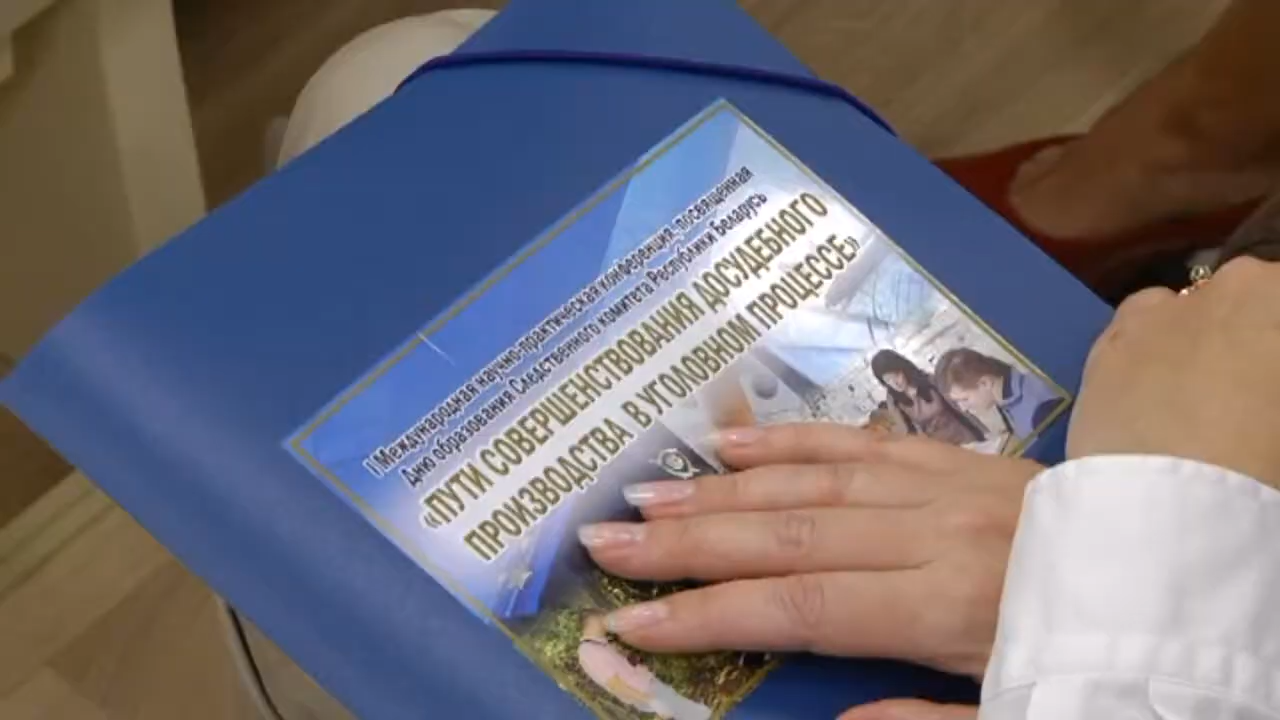 I Международная научно-практическая конференция, посвященная
Дню образования Следственного комитета Республики Беларусь
«ПУТИ СОВЕРШЕНСТВОВАНИЯ ДОСУДЕБНОГО
ПРОИЗВОДСТВА В УГОЛОВНОМ ПРОЦЕССЕ»